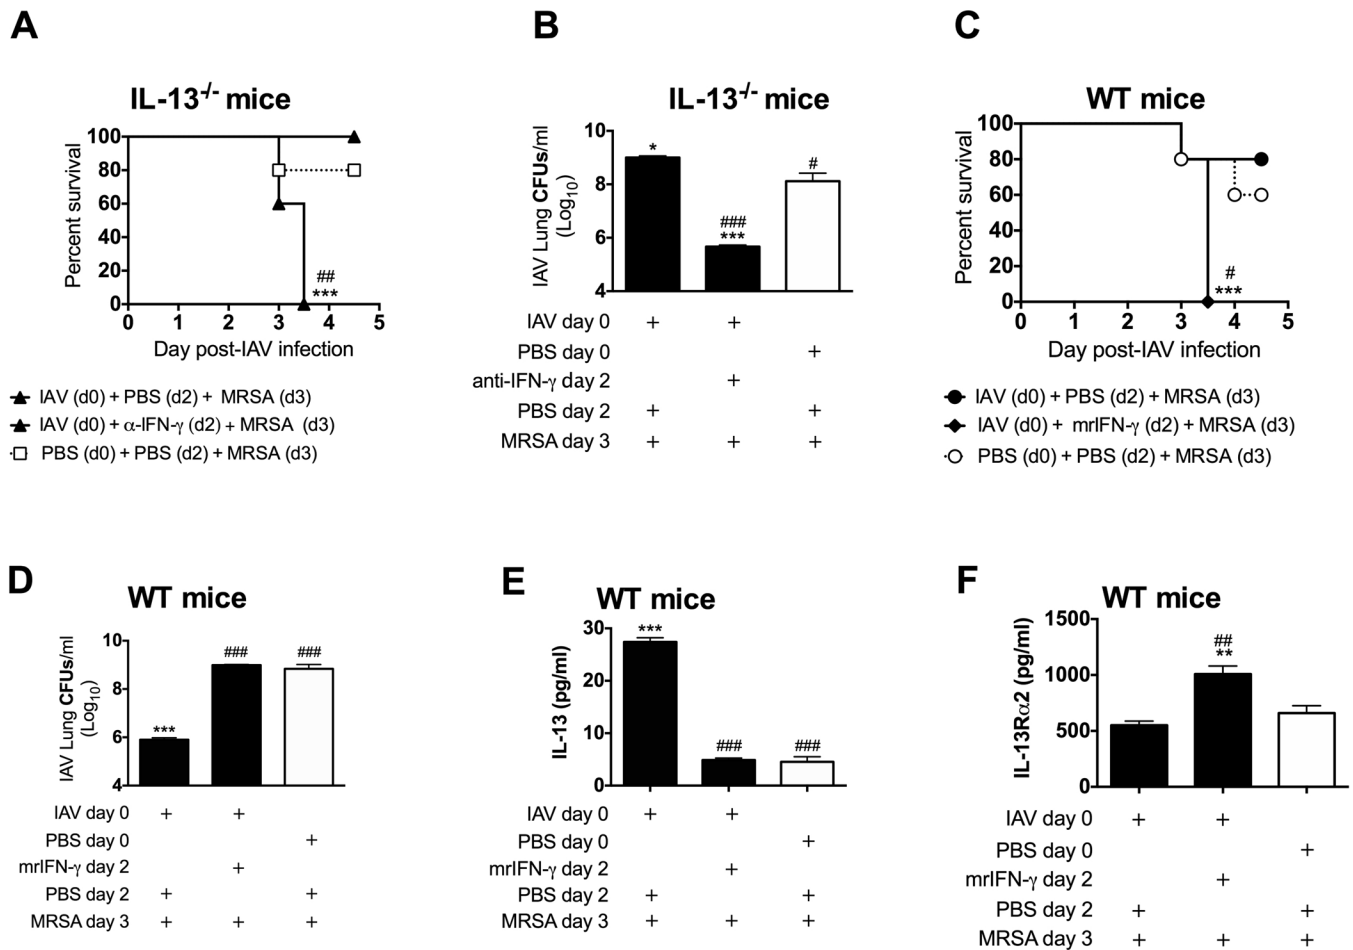 A
IL-13-/- mice
Percent survival
100
80
60
40
20
0
##
***
0 1 2 3 4 5
Day post-IAV infection
IAV (d0) + PBS (d2) + MRSA (d3)
IAV (d0) + α-IFN-γ (d2) + MRSA (d3)
PBS (d0) + PBS (d2) + MRSA (d3)
B
IL-13-/- mice
IAV Lung CFUs/ml
(Log10)
10
8
6
4
*
###
***
#
IAV day 0 + +
PBS day 0 +
anti-IFN-γ day 2 +
PBS day 2 + +
MRSA day 3 + + +
C
WT mice
Percent survival
100
80
60
40
20
0
#
***
0 1 2 3 4 5
Day post-IAV infection
IAV (d0) + PBS (d2) + MRSA (d3)
IAV (d0) + mrIFN-γ (d2) + MRSA (d3)
PBS (d0) + PBS (d2) + MRSA (d3)
D
WT mice
IAV Lung CFUs/ml
(Log10)
10
8
6
4
***
###
###
IAV day 0 + +
PBS day 0 +
mrIFN-γ day 2 +
PBS day 2 + +
MRSA day 3 + + +
E
WT mice
IL-13 (pg/ml)
30
20
10
0
***
###
###
IAV day 0 + +
PBS day 0 +
mrIFN-γ day 2 +
PBS day 2 + +
MRSA day 3 + + +
F
WT mice
IL-13Rα2 (pg/ml)
1500
1000
500
0
##
**
IAV day 0 + +
PBS day 0 +
mrIFN-γ day 2 +
PBS day 2 + +
MRSA day 3 + + +